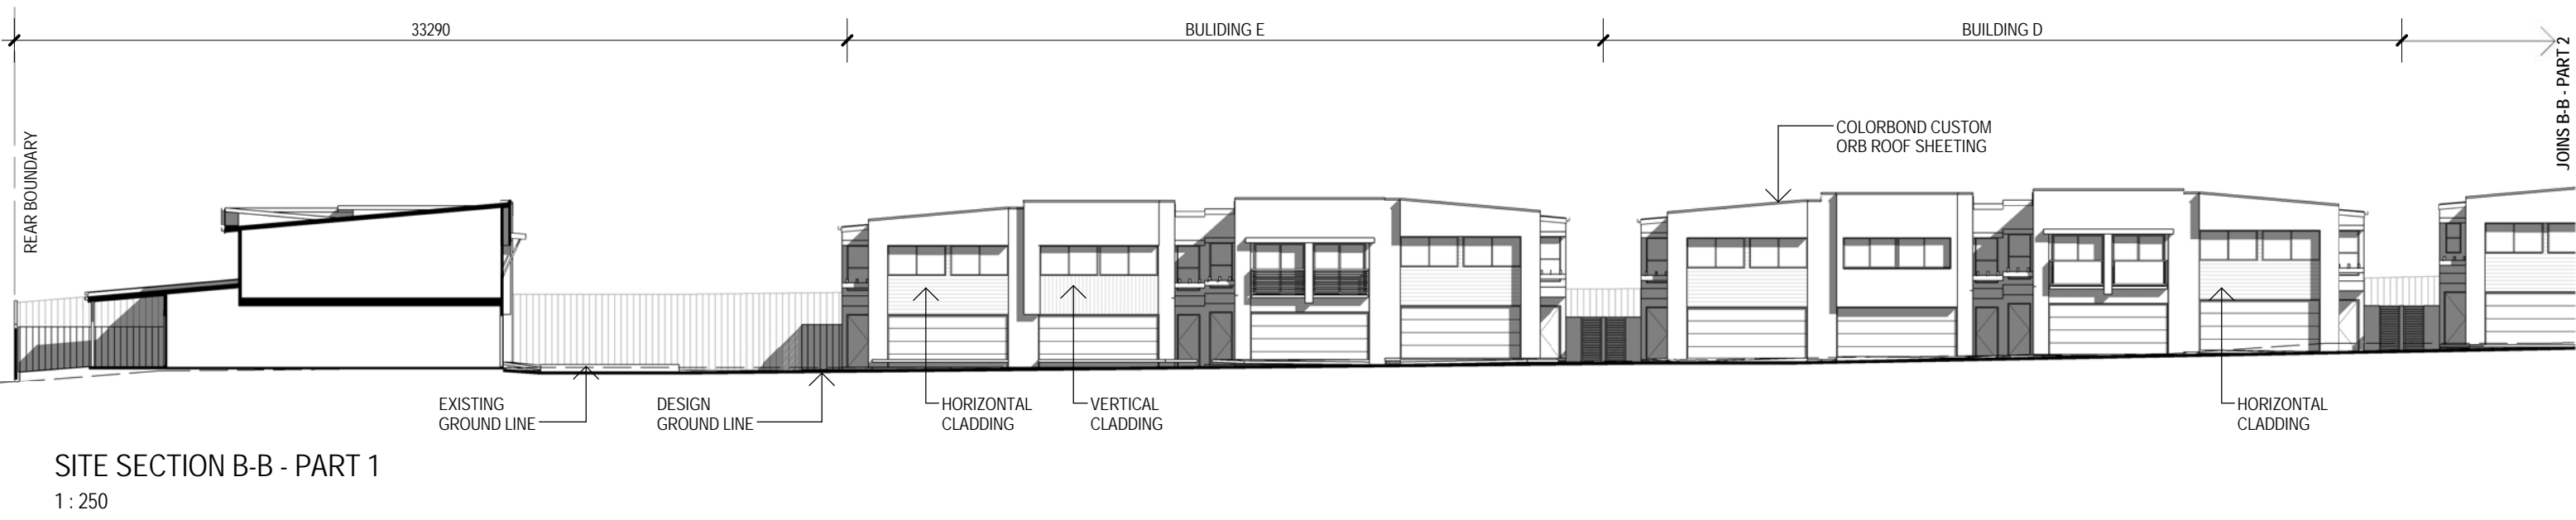 33290
BULIDING E
BUILDING D
JOINS B-B - PART 2
REAR BOUNDARY
COLORBOND CUSTOM
ORB ROOF SHEETING
EXISTING
GROUND LINE
DESIGN
GROUND LINE
HORIZONTAL
CLADDING
VERTICAL
CLADDING
HORIZONTAL
CLADDING
SITE SECTION B-B - PART 1
1 : 250